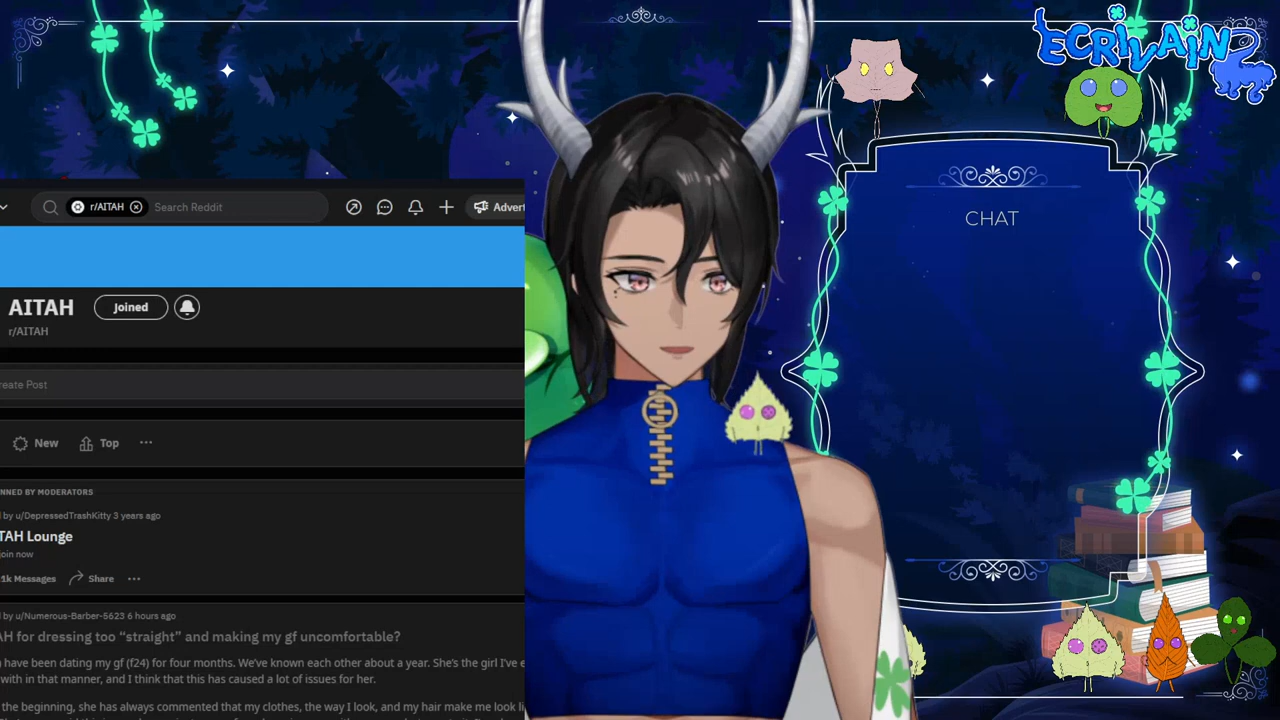 ECRIVAIN
r/AITAH
Search Reddit
Advert
CHAT
AITAH
Joined
r/AITAH
reate Post
New
Top
NNED BY MODERATORS
by u/DepressedTrashKitty 3 years ago
TAH Lounge
oin now
1k Messages
Share
by u/Numerous-Barber-5623 6 hours ago
AH for dressing too “straight” and making my gf uncomfortable?
have been dating my gf (f24) for four months. We’ve known each other about a year. She’s the girl I’ve e
with in that manner, and I think that this has caused a lot of issues for her.
the beginning, she has always commented that my clothes, the way I look, and my hair make me look li